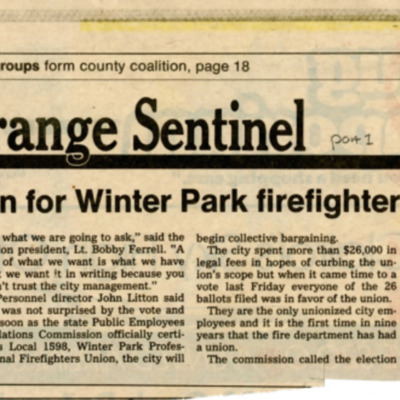 roups form county coalition, page 18
range Sentinel
part 1
n for Winter Park firefighter
what we are going to ask," said the
on president, Lt. Bobby Ferrell. "A
of what we want is what we have
t we want it in writing because you
n't trust the city management."
Personnel director John Litton said
was not surprised by the vote and
soon as the state Public Employees
lations Commission officially certi-
s Local 1598, Winter Park Profes-
nal Firefighters Union, the city will
begin collective bargaining.
The city spent more than $26,000 in
legal fees in hopes of curbing the un-
ion's scope but when it came time to a
vote last Friday everyone of the 26
ballots filed was in favor of the union.
They are the only unionized city em-
ployees and it is the first time in nine
years that the fire department has had
a union.
The commission called the election